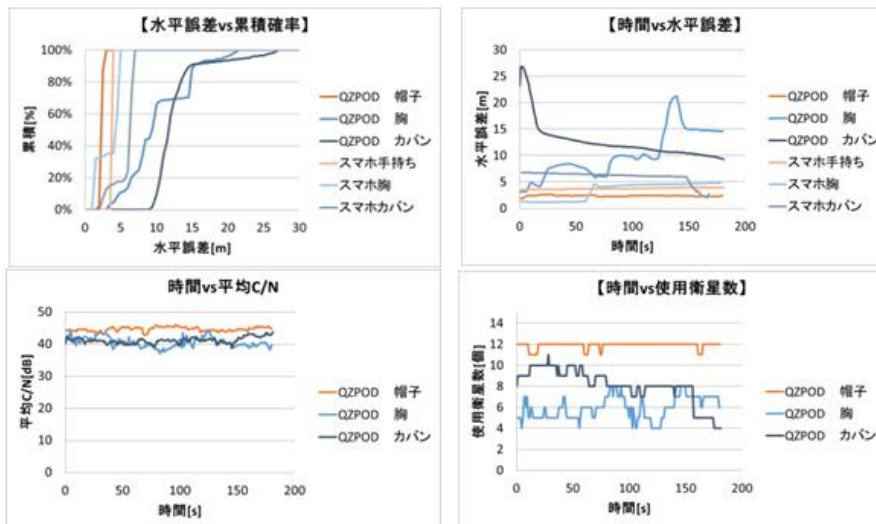 【水平誤差vs累積確率】
100%
80%
60%
40%
20%
0%
累積[%]
0 5 10 15 20 25 30
水平誤差[m]
QZPOD 帽子
QZPOD 胸
QZPOD カバン
スマホ手持ち
スマホ胸
スマホカバン
【時間vs水平誤差】
30
25
20
15
10
5
0
水平誤差[m]
0 50 100 150 200
時間[s]
QZPOD 帽子
QZPOD 胸
QZPOD カバン
スマホ手持ち
スマホ胸
スマホカバン
時間vs平均C/N
50
40
30
20
10
0
平均C/N[dB]
0 50 100 150 200
時間[s]
QZPOD 帽子
QZPOD 胸
QZPOD カバン
【時間vs使用衛星数】
14
12
10
8
6
4
2
0
使用衛星数[個]
0 50 100 150 200
時間[s]
QZPOD 帽子
QZPOD 胸
QZPOD カバン